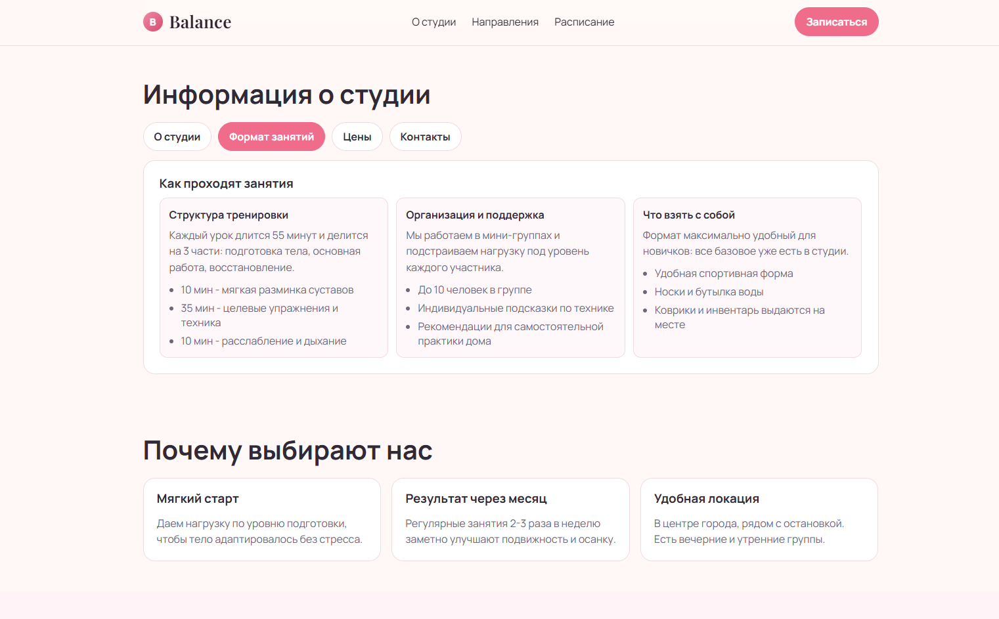 B Balance
О студии Направления Расписание
Записаться
Информация о студии
О студии Формат занятий Цены Контакты
Как проходят занятия
Структура тренировки
Каждый урок длится 55 минут и делится
на 3 части: подготовка тела, основная
работа, восстановление.
10 мин - мягкая разминка суставов
35 мин - целевые упражнения и
техника
10 мин - расслабление и дыхание
Организация и поддержка
Мы работаем в мини-группах и
подстраиваем нагрузку под уровень
каждого участника.
До 10 человек в группе
Индивидуальные подсказки по технике
Рекомендации для самостоятельной
практики дома
Что взять с собой
Формат максимально удобный для
новичков: все базовое уже есть в студии.
Удобная спортивная форма
Носки и бутылка воды
Коврики и инвентарь выдаются на
месте
Почему выбирают нас
Мягкий старт
Даем нагрузку по уровню подготовки,
чтобы тело адаптировалось без стресса.
Результат через месяц
Регулярные занятия 2-3 раза в неделю
заметно улучшают подвижность и осанку.
Удобная локация
В центре города, рядом с остановкой.
Есть вечерние и утренние группы.